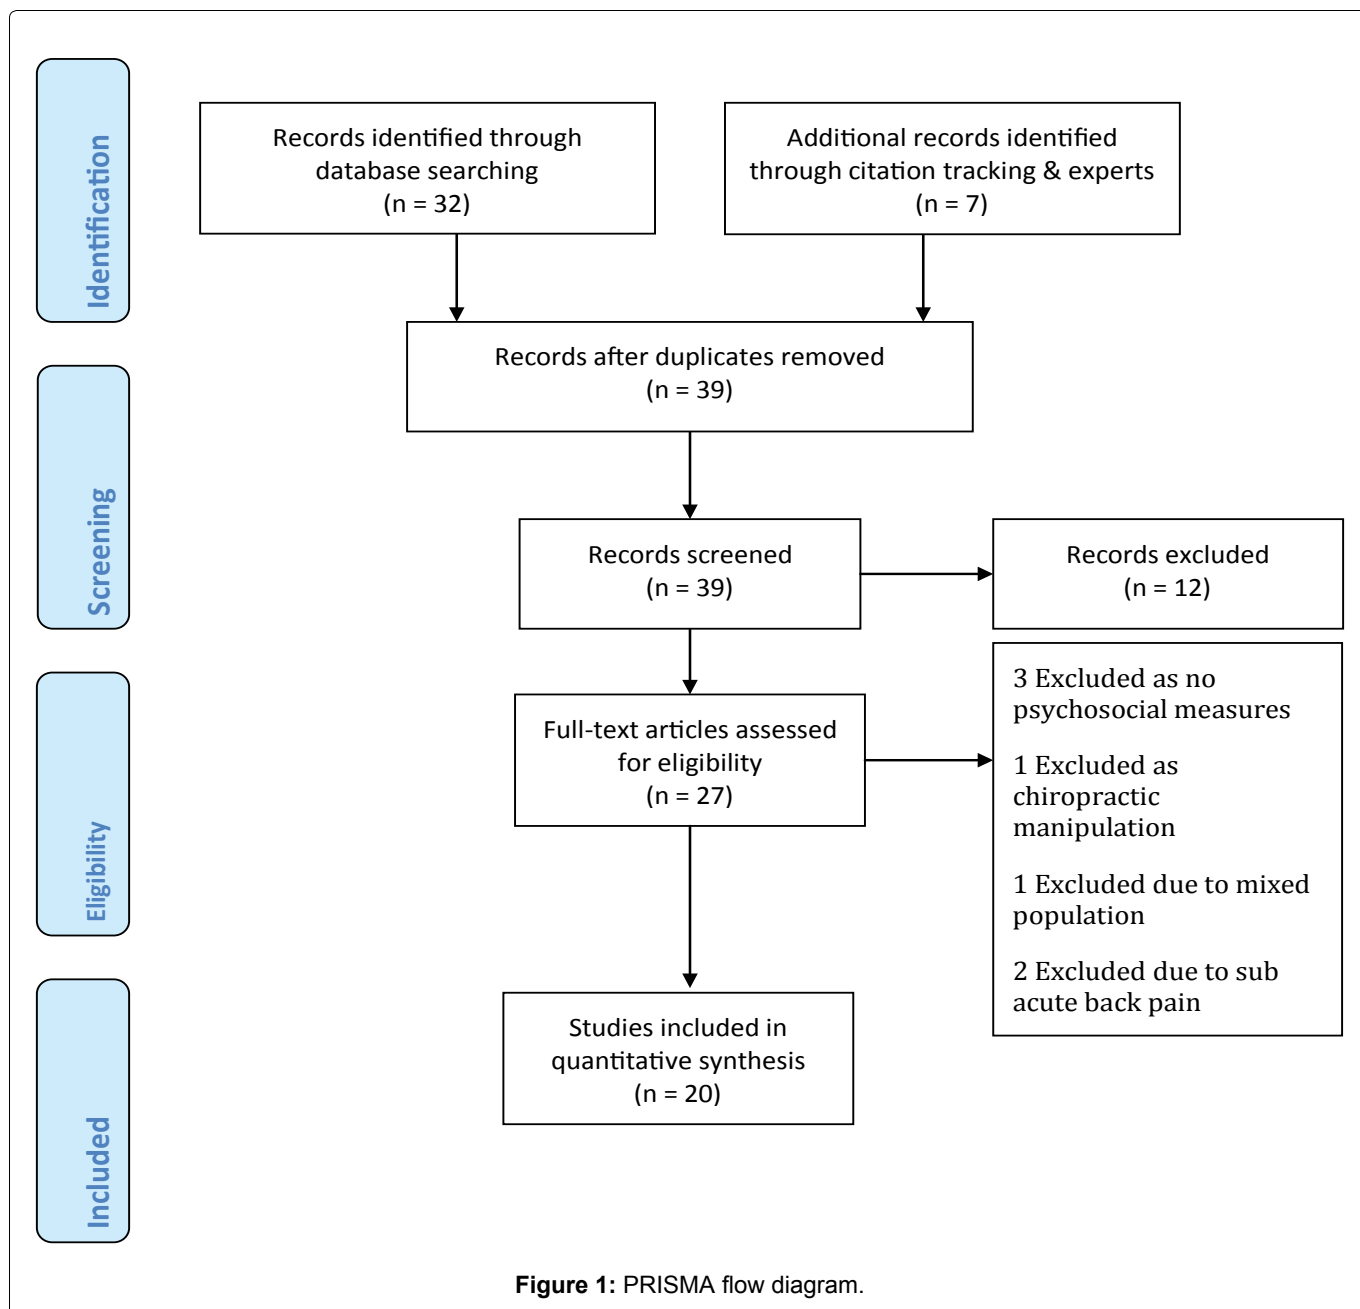 Identification
Records identified through
database searching
(n = 32)
Additional records identified
through citation tracking & experts
(n = 7)
Records after duplicates removed
(n = 39)
Screening
Records screened
(n = 39)
Records excluded
(n = 12)
Eligibility
Full-text articles assessed
for eligibility
(n = 27)
3 Excluded as no
psychosocial measures
1 Excluded as
chiropractic
manipulation
1 Excluded due to mixed
population
2 Excluded due to sub
acute back pain
Included
Studies included in
quantitative synthesis
(n = 20)
Figure 1: PRISMA flow diagram.